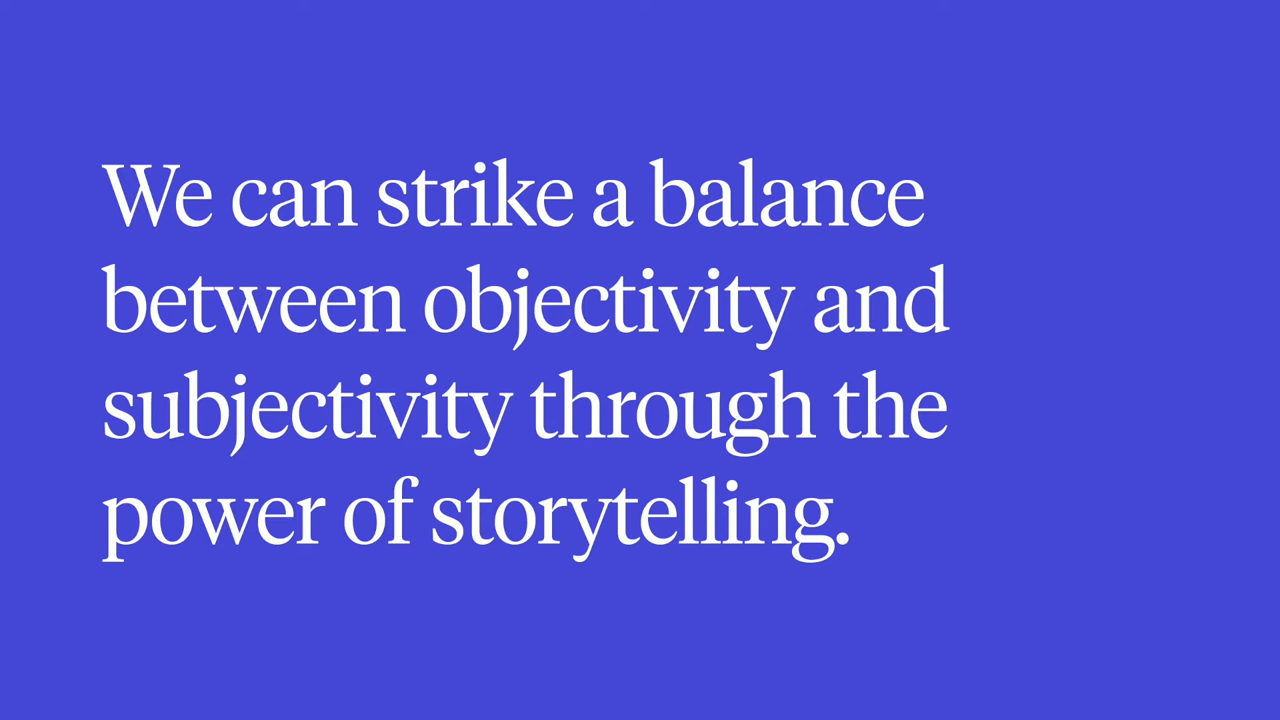 We can strike a balance
between objectivity and
subjectivity through the
power of storytelling.